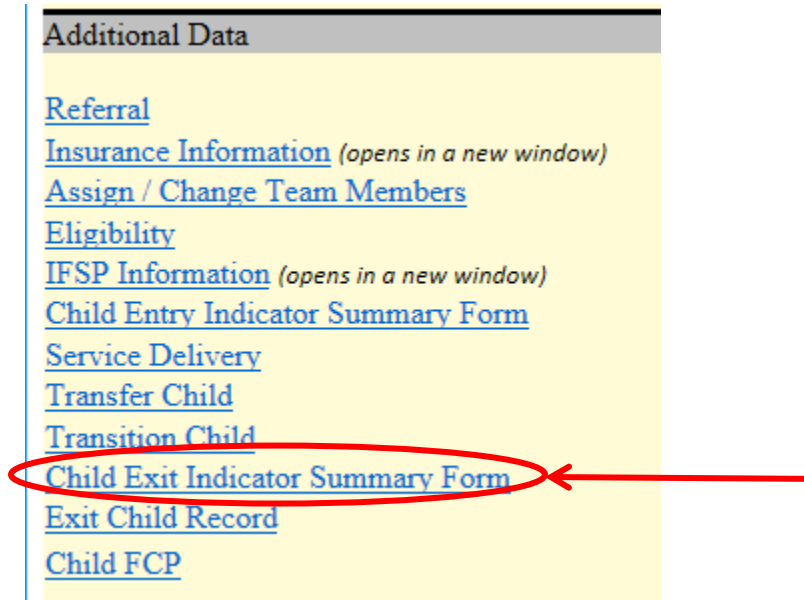 Additional Data
Referral
Insurance Information (opens in a new window)
Assign / Change Team Members
Eligibility
IFSP Information (opens in a new window)
Child Entry Indicator Summary Form
Service Delivery
Transfer Child
Transition Child
Child Exit Indicator Summary Form
Exit Child Record
Child FCP